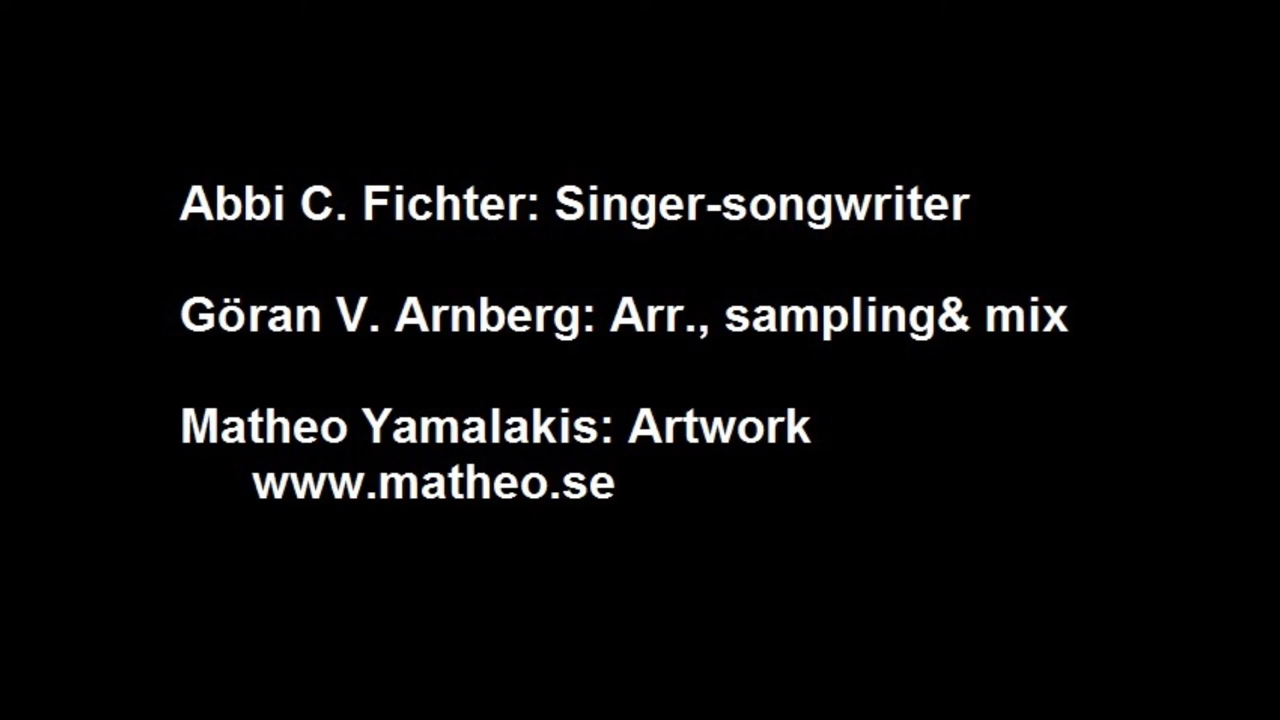 Abbi C. Fichter: Singer-songwriter
Göran V. Arnberg: Arr., sampling& mix
Matheo Yamalakis: Artwork
www.matheo.se